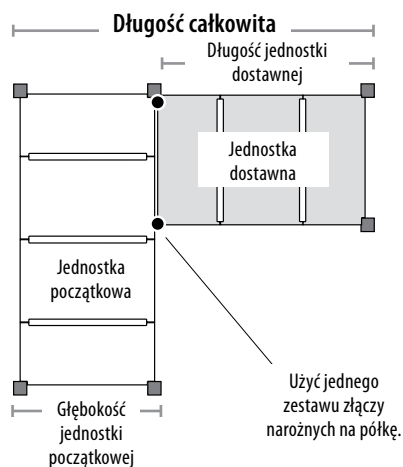 Długość całkowita
Długość jednostki
dostawnej
Jednostka
dostawna
Jednostka
początkowa
Użyć jednego
zestawu złączy
narożnych na półkę.
Głębokość
jednostki
początkowej